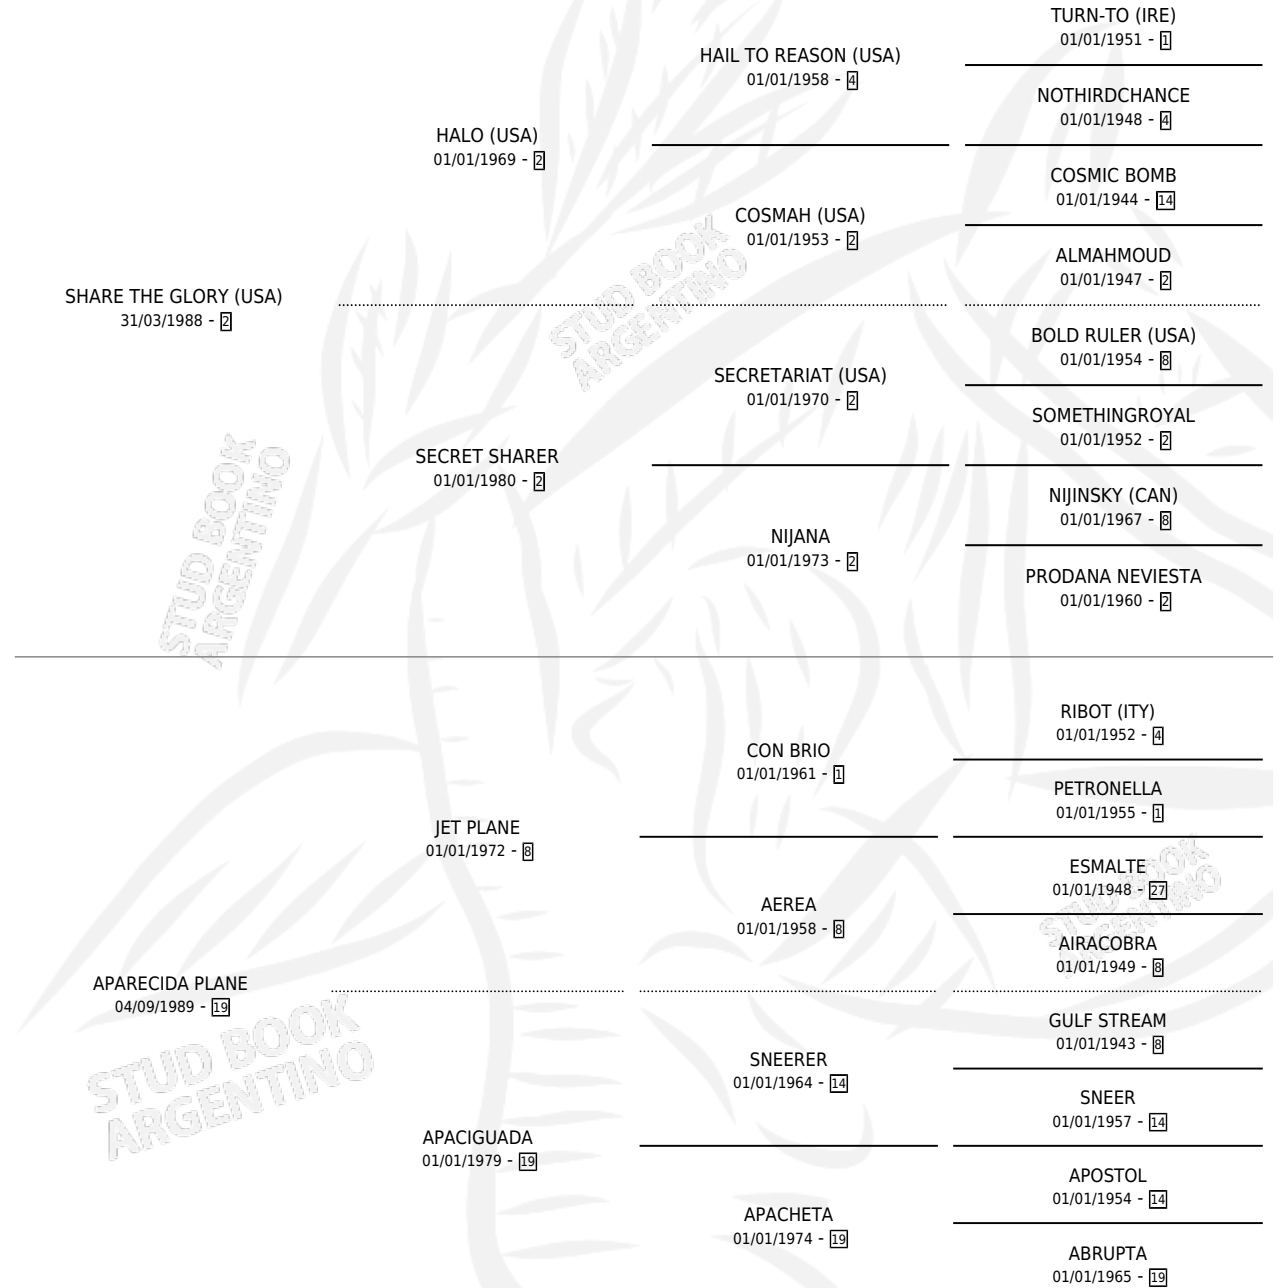 TURN-TO (IRE)
01/01/1951 - 1
HAIL TO REASON (USA)
01/01/1958 - 4
NOTHIRDCHANCE
01/01/1948 - 4
HALO (USA)
01/01/1969 - 2
COSMIC BOMB
01/01/1944 - 14
COSMAH (USA)
01/01/1953 - 2
ALMAHMOUD
01/01/1947 - 2
SHARE THE GLORY (USA)
31/03/1988 - 2
BOLD RULER (USA)
01/01/1954 - 8
SECRETARIAT (USA)
01/01/1970 - 2
SOMETHINGROYAL
01/01/1952 - 2
SECRET SHARER
01/01/1980 - 2
NIJINSKY (CAN)
01/01/1967 - 8
NIJANA
01/01/1973 - 2
PRODANA NEVIESTA
01/01/1960 - 2
RIBOT (ITY)
01/01/1952 - 4
CON BRIO
01/01/1961 - 1
PETRONELLA
01/01/1955 - 1
JET PLANE
01/01/1972 - 8
ESMALTE
01/01/1948 - 27
AEREA
01/01/1958 - 8
AIRACOBRA
01/01/1949 - 8
APARECIDA PLANE
04/09/1989 - 19
GULF STREAM
01/01/1943 - 8
SNEERER
01/01/1964 - 14
SNEER
01/01/1957 - 14
APACIGUADA
01/01/1979 - 19
APOSTOL
01/01/1954 - 14
APACHETA
01/01/1974 - 19
ABRUPTA
01/01/1965 - 19
STUD BOOK
ARGENTINO
STUD BOOK
ARGENTINO
STUD BOOK
ARGENTINO
STUD BOOK
ARGENTINO